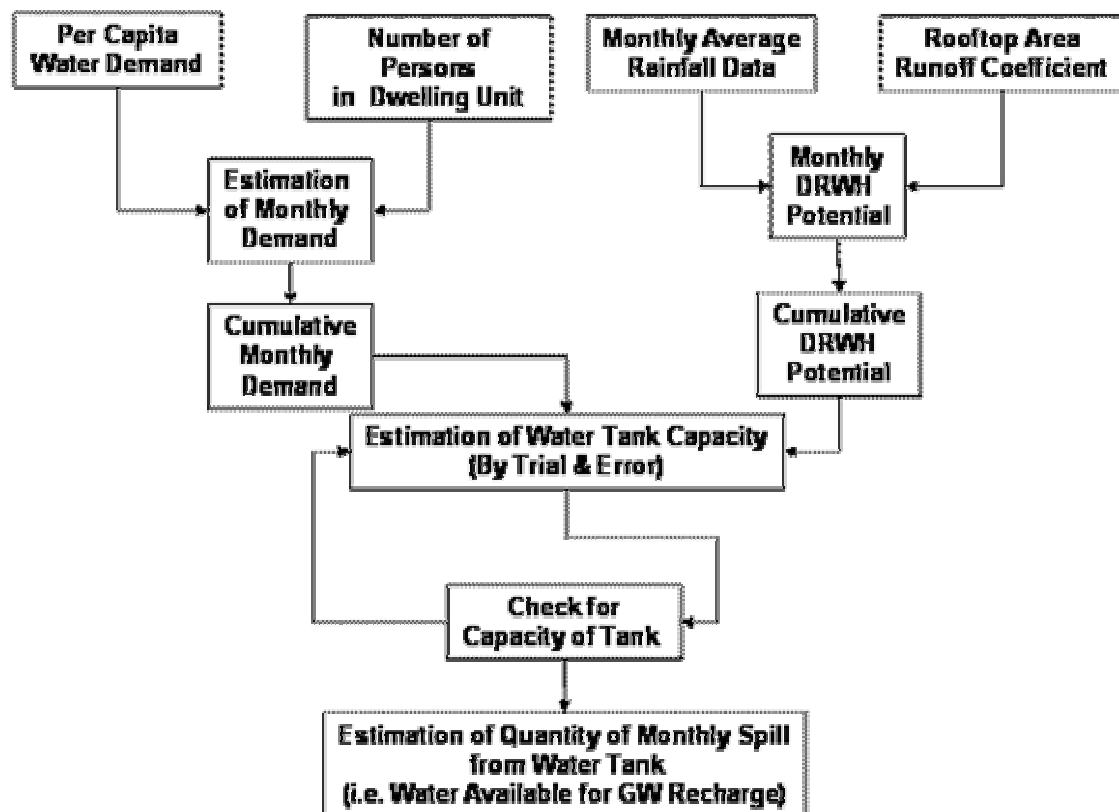 Per Capita
Water Demand
Number of
Persons
in Dwelling Unit
Monthly Average
Rainfall Data
Rooftop Area
Runoff Coefficient
Estimation
of Monthly
Demand
Monthly
DRWH
Potential
Cumulative
Monthly
Demand
Cumulative
DRWH
Potential
Estimation of Water Tank Capacity
(By Trial & Error)
Check for
Capacity of Tank
Estimation of Quantity of Monthly Spill
from Water Tank
(i.e. Water Available for GW Recharge)